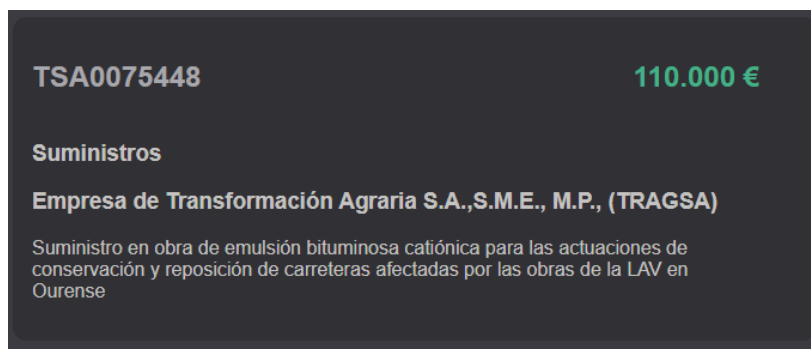 TSA0075448 110.000 €
Suministros
Empresa de Transformación Agraria S.A.,S.M.E., M.P., (TRAGSA)
Suministro en obra de emulsión bituminosa catiónica para las actuaciones de
conservación y reposición de carreteras afectadas por las obras de la LAV en
Ourense